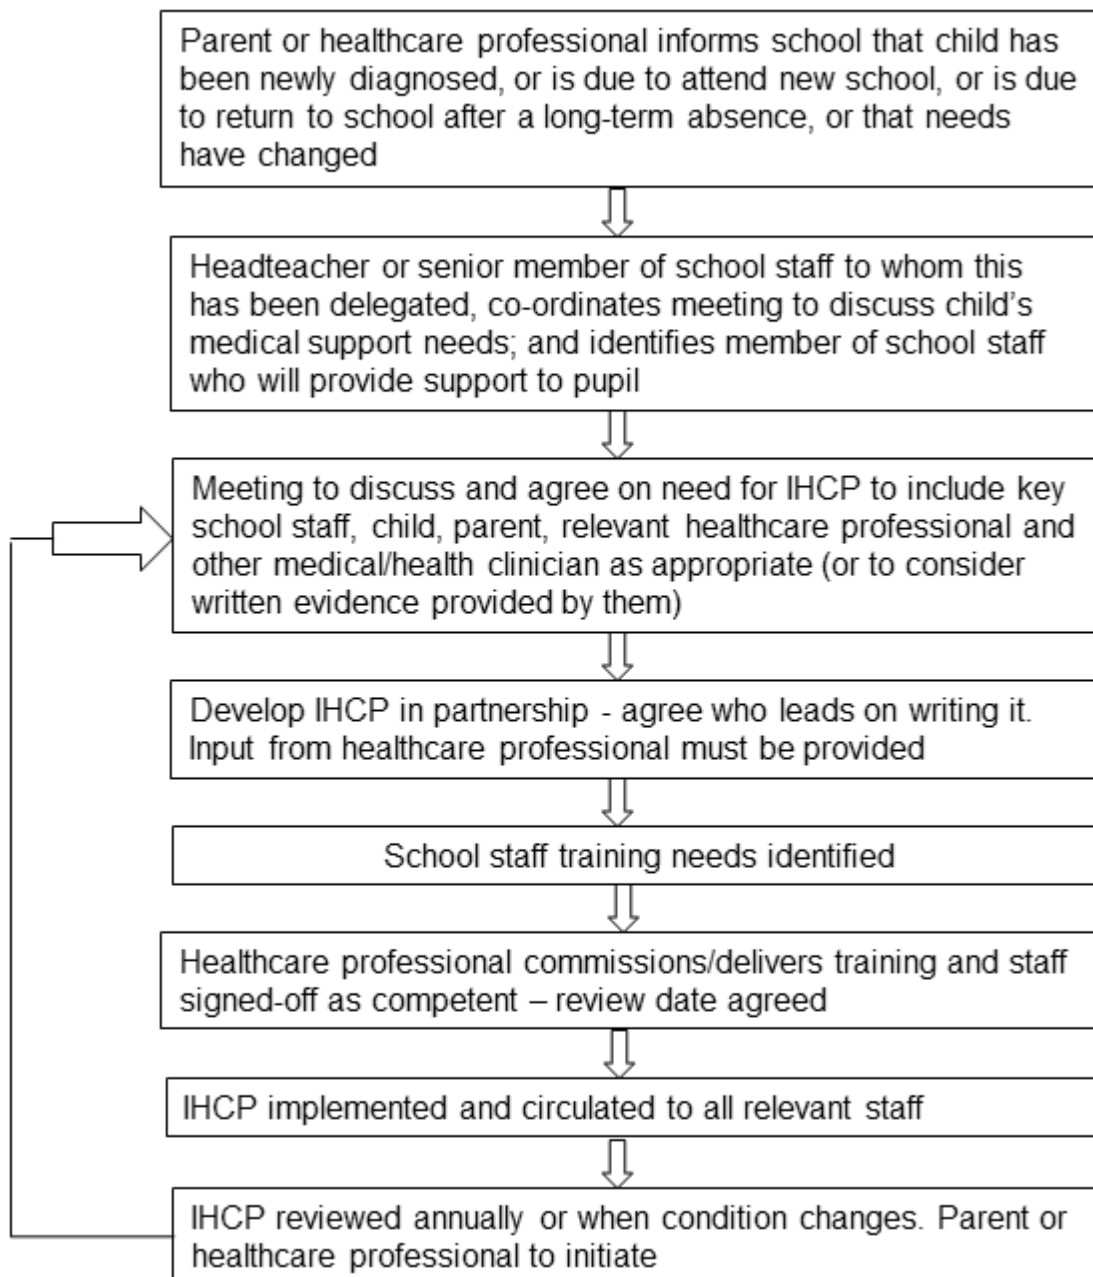 Parent or healthcare professional informs school that child has
been newly diagnosed, or is due to attend new school, or is due
to return to school after a long-term absence, or that needs
have changed
Headteacher or senior member of school staff to whom this
has been delegated, co-ordinates meeting to discuss child's
medical support needs; and identifies member of school staff
who will provide support to pupil
Meeting to discuss and agree on need for IHCP to include key
school staff, child, parent, relevant healthcare professional and
other medical/health clinician as appropriate (or to consider
written evidence provided by them)
Develop IHCP in partnership - agree who leads on writing it.
Input from healthcare professional must be provided
School staff training needs identified
Healthcare professional commissions/delivers training and staff
signed-off as competent – review date agreed
IHCP implemented and circulated to all relevant staff
IHCP reviewed annually or when condition changes. Parent or
healthcare professional to initiate